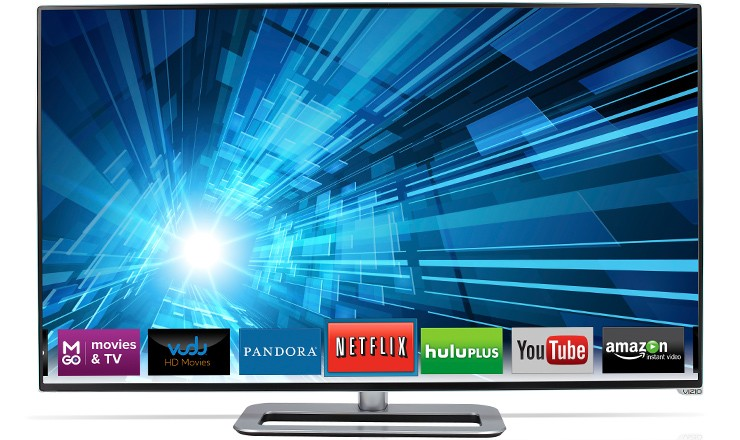 M GO movies & TV
vudu HD Movies
PANDORA
NETFLIX
huluPLUS
YouTube
amazon instant video
VIZIO